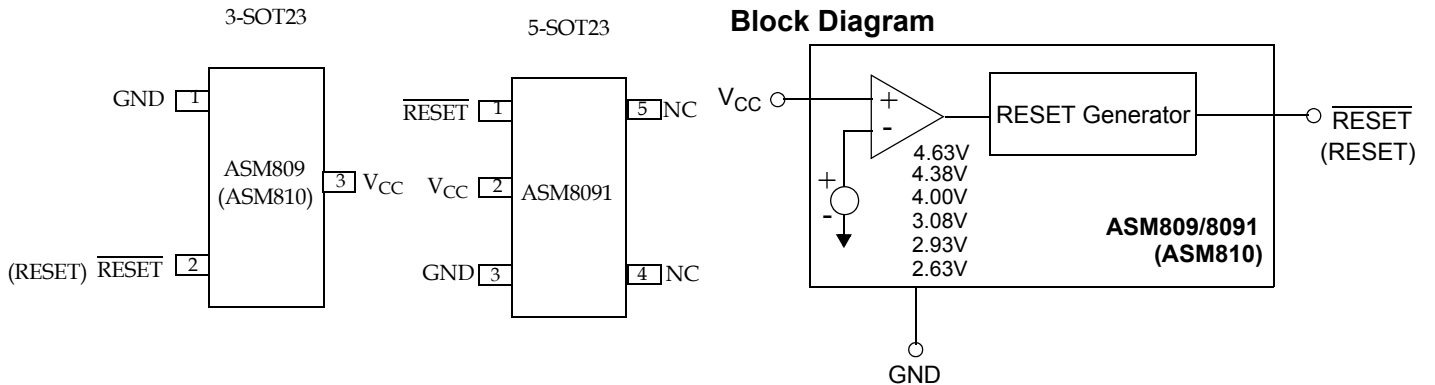 3-SOT23
GND 1
ASM809
(ASM810)
3 VCC
(RESET) RESET 2
5-SOT23
RESET 1
5 NC
VCC 2
ASM8091
GND 3
4 NC
Block Diagram
VCC
+
-
RESET Generator
RESET
(RESET)
+
-
4.63V
4.38V
4.00V
3.08V
2.93V
2.63V
ASM809/8091
(ASM810)
GND